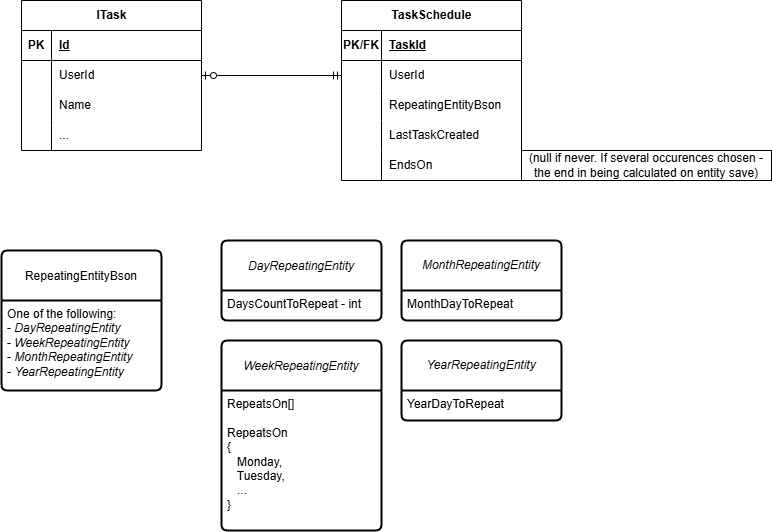 ITask
PK Id
UserId
Name
...
TaskSchedule
PK/FK TaskId
UserId
RepeatingEntityBson
LastTaskCreated
EndsOn
(null if never. If several occurences chosen -
the end in being calculated on entity save)
RepeatingEntityBson
One of the following:
- DayRepeatingEntity
- WeekRepeatingEntity
- MonthRepeatingEntity
- YearRepeatingEntity
DayRepeatingEntity
DaysCountToRepeat - int
MonthRepeatingEntity
MonthDayToRepeat
WeekRepeatingEntity
RepeatsOn[]
RepeatsOn
{
Monday,
Tuesday,
...
}
YearRepeatingEntity
YearDayToRepeat